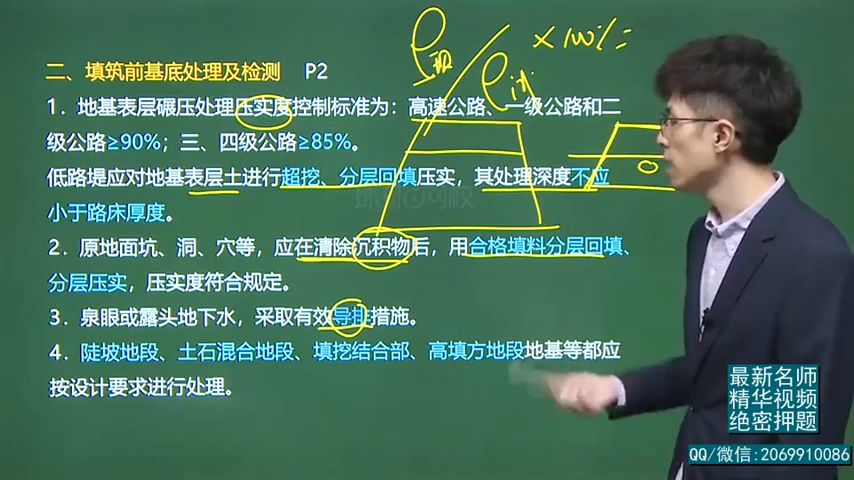 二、填筑前基底处理及检测 P2
1．地基表层碾压处理压实度控制标准为：高速公路、一级公路和二
级公路≥90%；三、四级公路≥85%。
低路堤应对地基表层土进行超挖、分层回填压实，其处理深度不应
小于路床厚度。
2．原地面坑、洞、穴等，应在清除沉积物后，用合格填料分层回填、
分层压实，压实度符合规定。
3．泉眼或露头地下水，采取有效导排措施。
4．陡坡地段、土石混合地段、填挖结合部、高填方地段地基等都应
按设计要求进行处理。
×100%=
环球网校
最新名师
精华视频
绝密押题
QQ/微信:2069910086